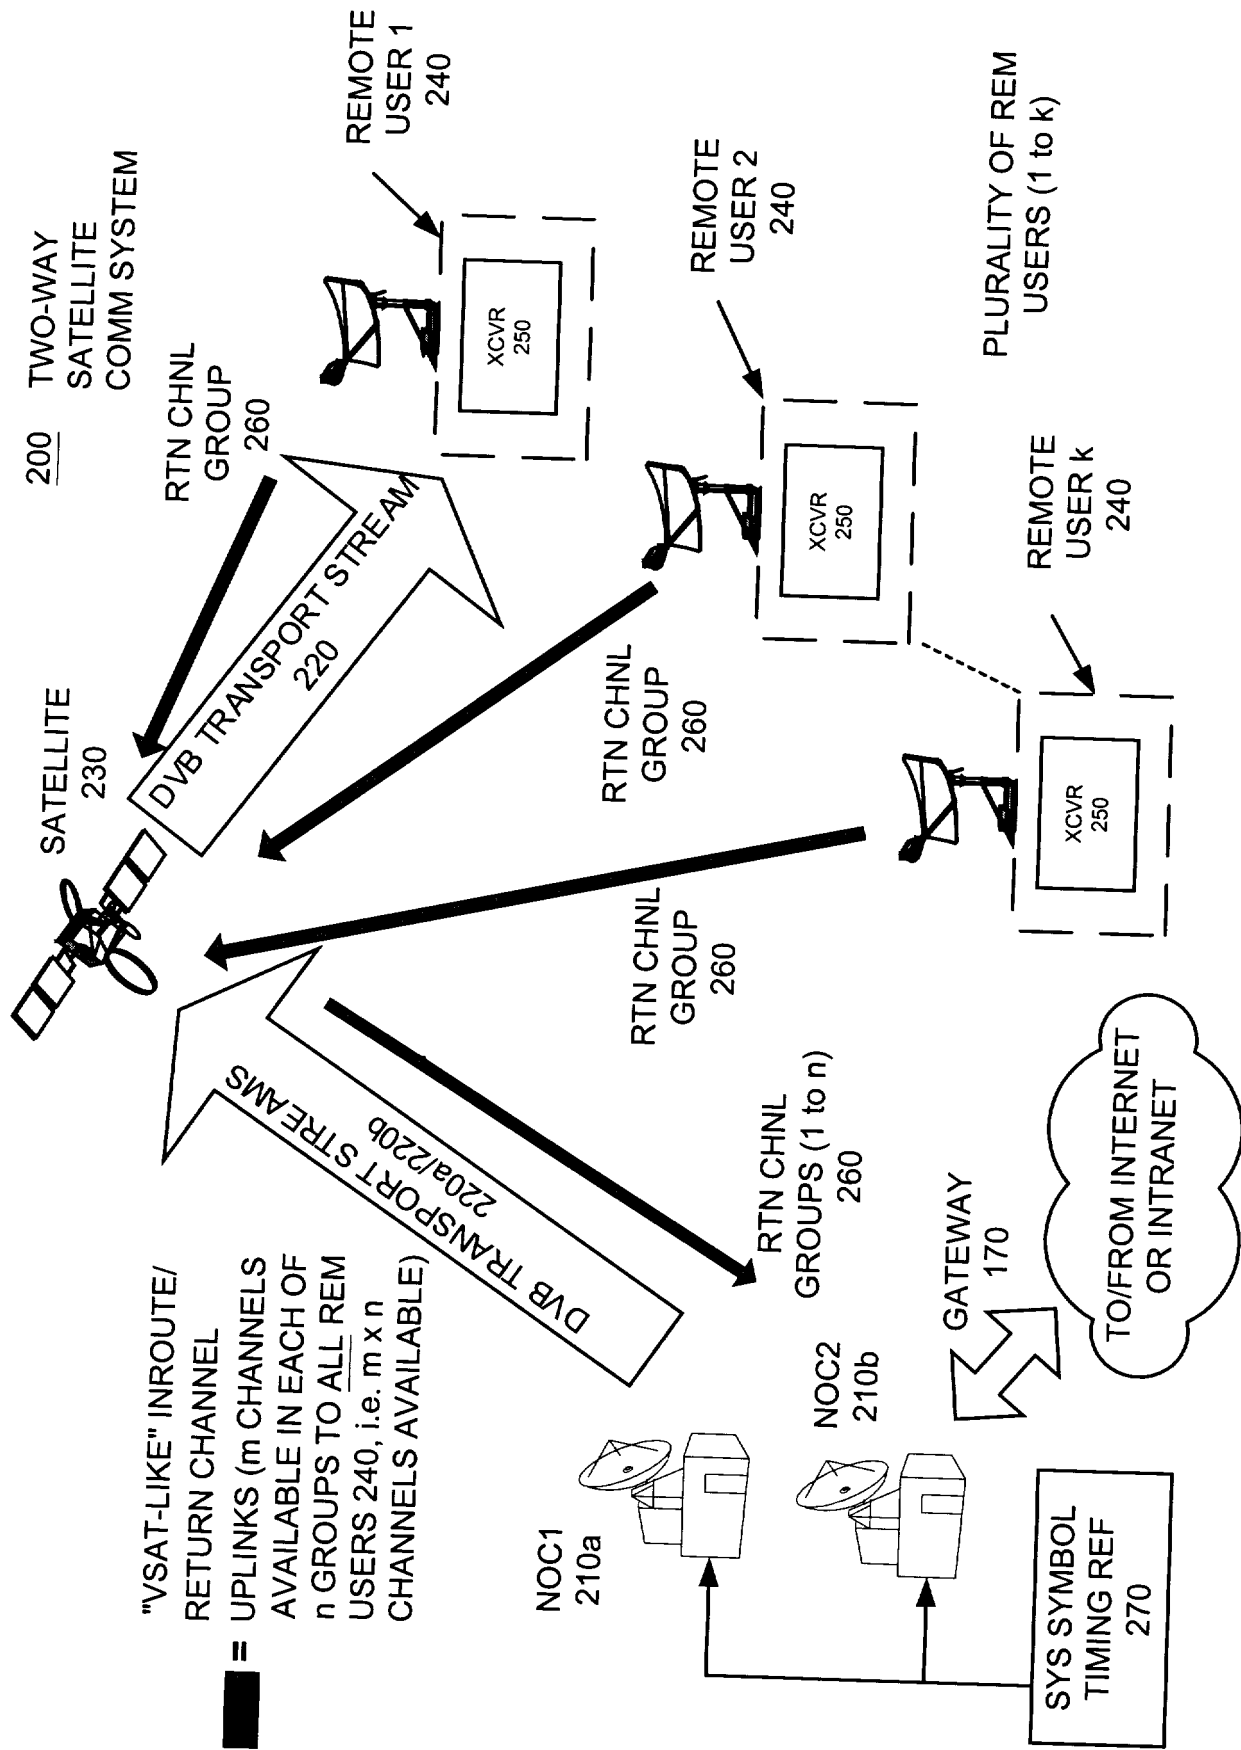 200 TWO-WAY
SATELLITE
COMM SYSTEM
SATELLITE
230
RTN CHNL
GROUP
260
REMOTE
USER 1
240
XCVR
250
DVB TRANSPORT STREAM
220
"VSAT-LIKE" INROUTE/
RETURN CHANNEL
= UPLINKS (m CHANNELS
AVAILABLE IN EACH OF
n GROUPS TO ALL REM
USERS 240, i.e. m x n
CHANNELS AVAILABLE)
DVB TRANSPORT STREAMS
220a/220b
RTN CHNL
GROUP
260
REMOTE
USER 2
240
XCVR
250
RTN CHNL
GROUP
260
NOC1
210a
RTN CHNL
GROUPS (1 to n)
260
NOC2
210b
GATEWAY
170
PLURALITY OF REM
USERS (1 to k)
REMOTE
USER k
240
XCVR
250
SYS SYMBOL
TIMING REF
270
TO/FROM INTERNET
OR INTRANET